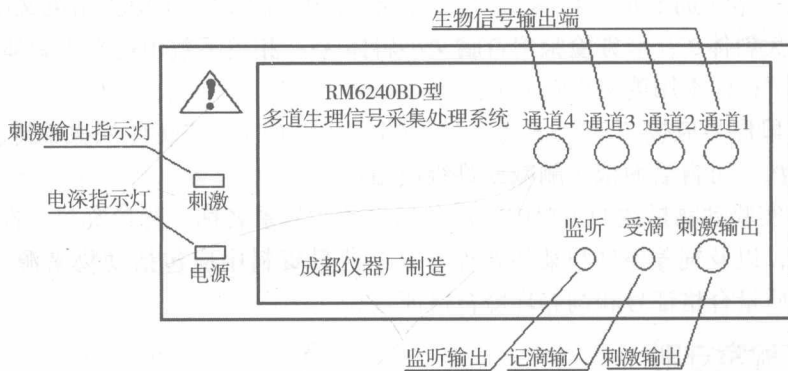 生物信号输出端
RM6240BD型
多道生理信号采集处理系统
通道4 通道3 通道2 通道1
刺激输出指示灯
刺激
电深指示灯
电源
监听 受滴 刺激输出
成都仪器厂制造
监听输出 记滴输入 刺激输出